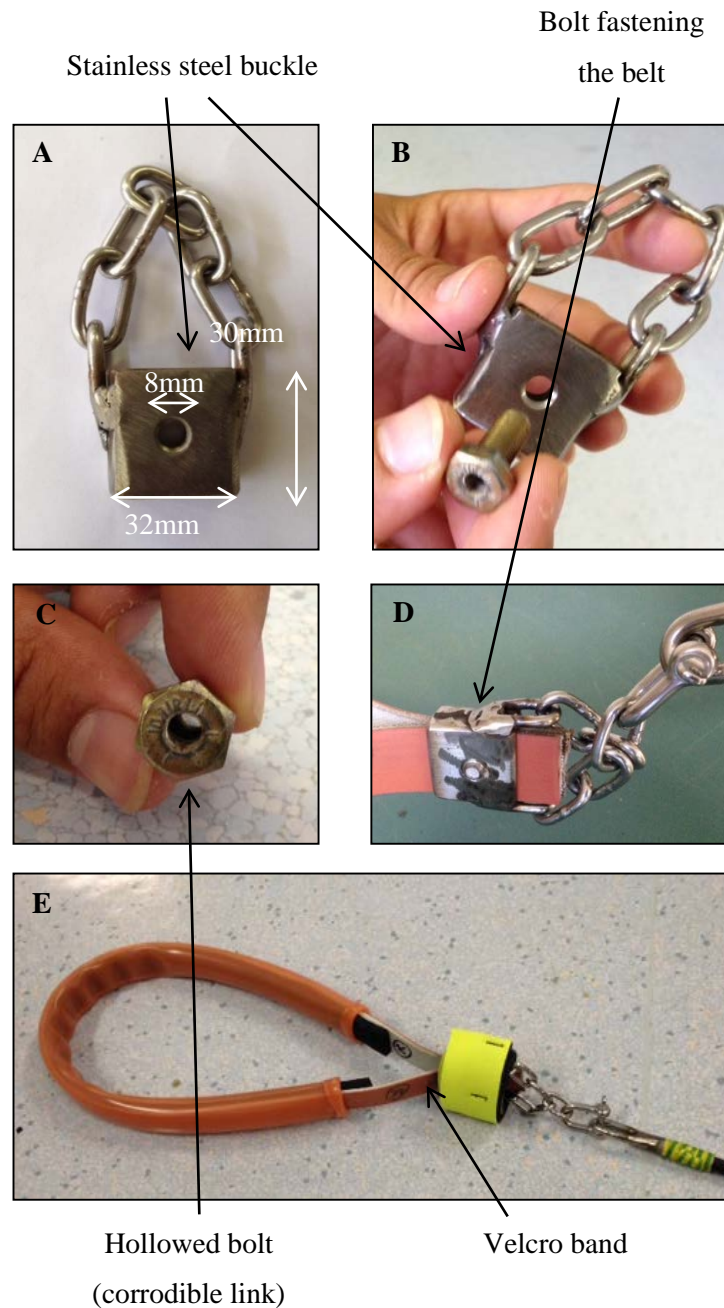 Bolt fastening
the belt
Stainless steel buckle
A
B
30mm
8mm
32mm
C
D
E
Hollowed bolt
(corrodible link)
Velcro band